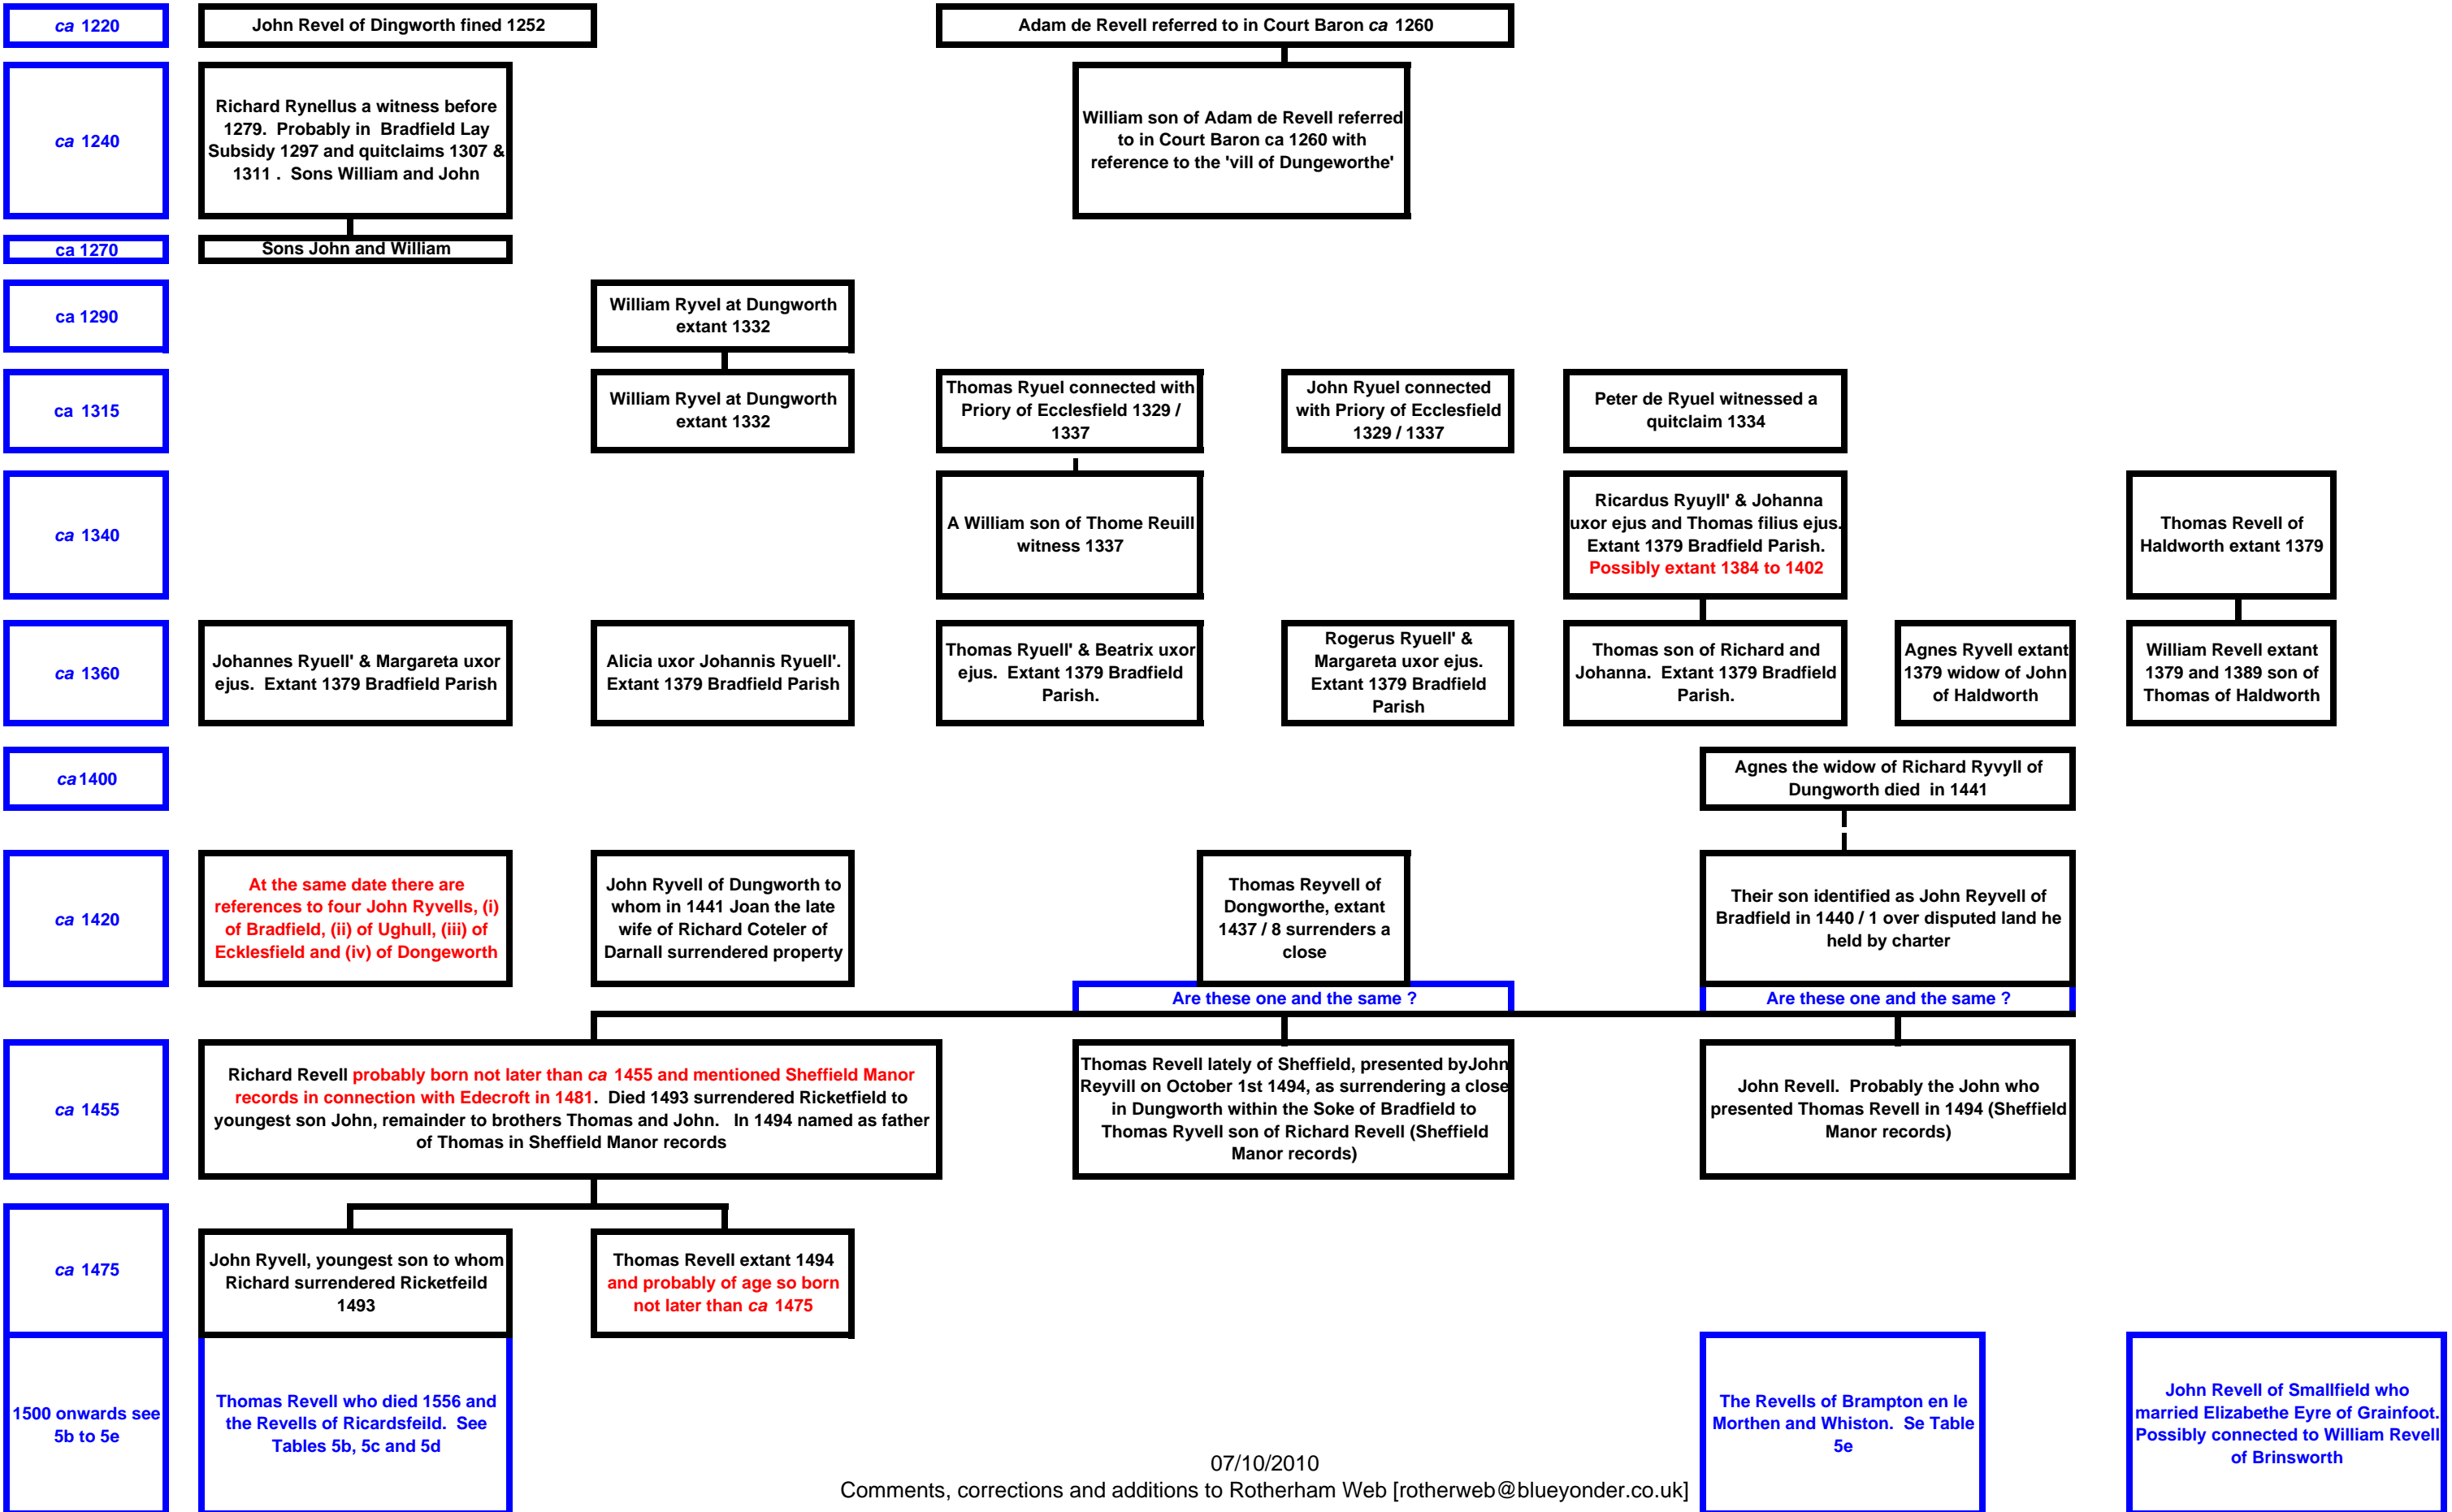 ca 1220
John Revel of Dingworth fined 1252
Adam de Revell referred to in Court Baron ca 1260
ca 1240
Richard Rynellus a witness before
1279. Probably in Bradfield Lay
Subsidy 1297 and quitclaims 1307 &
1311 . Sons William and John
William son of Adam de Revell referred
to in Court Baron ca 1260 with
reference to the 'vill of Dungeworthe'
ca 1270
Sons John and William
ca 1290
William Ryvel at Dungworth
extant 1332
ca 1315
William Ryvel at Dungworth
extant 1332
Thomas Ryuel connected with
Priory of Ecclesfield 1329 /
1337
John Ryuel connected
with Priory of Ecclesfield
1329 / 1337
Peter de Ryuel witnessed a
quitclaim 1334
ca 1340
A William son of Thome Reuill
witness 1337
Ricardus Ryuyll' & Johanna
uxor ejus and Thomas filius ejus.
Extant 1379 Bradfield Parish.
Possibly extant 1384 to 1402
Thomas Revell of
Haldworth extant 1379
ca 1360
Johannes Ryuell' & Margareta uxor
ejus. Extant 1379 Bradfield Parish
Alicia uxor Johannis Ryuell'.
Extant 1379 Bradfield Parish
Thomas Ryuell' & Beatrix uxor
ejus. Extant 1379 Bradfield
Parish.
Rogerus Ryuell' &
Margareta uxor ejus.
Extant 1379 Bradfield
Parish
Thomas son of Richard and
Johanna. Extant 1379 Bradfield
Parish.
Agnes Ryvell extant
1379 widow of John
of Haldworth
William Revell extant
1379 and 1389 son of
Thomas of Haldworth
ca 1400
Agnes the widow of Richard Ryvyll of
Dungworth died in 1441
ca 1420
At the same date there are
references to four John Ryvells, (i)
of Bradfield, (ii) of Ughull, (iii) of
Ecklesfield and (iv) of Dongeworth
John Ryvell of Dungworth to
whom in 1441 Joan the late
wife of Richard Coteler of
Darnall surrendered property
Thomas Reyvell of
Dongworthe, extant
1437 / 8 surrenders a
close
Their son identified as John Reyvell of
Bradfield in 1440 / 1 over disputed land he
held by charter
Are these one and the same ?
Are these one and the same ?
ca 1455
Richard Revell probably born not later than ca 1455 and mentioned Sheffield Manor
records in connection with Edecroft in 1481. Died 1493 surrendered Ricketfield to
youngest son John, remainder to brothers Thomas and John. In 1494 named as father
of Thomas in Sheffield Manor records
Thomas Revell lately of Sheffield, presented byJohn
Reyvill on October 1st 1494, as surrendering a close
in Dungworth within the Soke of Bradfield to
Thomas Ryvell son of Richard Revell (Sheffield
Manor records)
John Revell. Probably the John who
presented Thomas Revell in 1494 (Sheffield
Manor records)
ca 1475
John Ryvell, youngest son to whom
Richard surrendered Ricketfeild
1493
Thomas Revell extant 1494
and probably of age so born
not later than ca 1475
1500 onwards see
5b to 5e
Thomas Revell who died 1556 and
the Revells of Ricardsfeild. See
Tables 5b, 5c and 5d
The Revells of Brampton en le
Morthen and Whiston. Se Table
5e
John Revell of Smallfield who
married Elizabethe Eyre of Grainfoot.
Possibly connected to William Revell
of Brinsworth
07/10/2010
Comments, corrections and additions to Rotherham Web [rotherweb@blueyonder.co.uk]